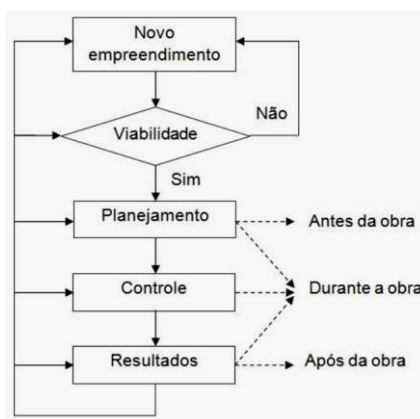 Novo
empreendimento
Não
Viabilidade
Sim
Planejamento
Antes da obra
Controle
Durante a obra
Resultados
Após da obra